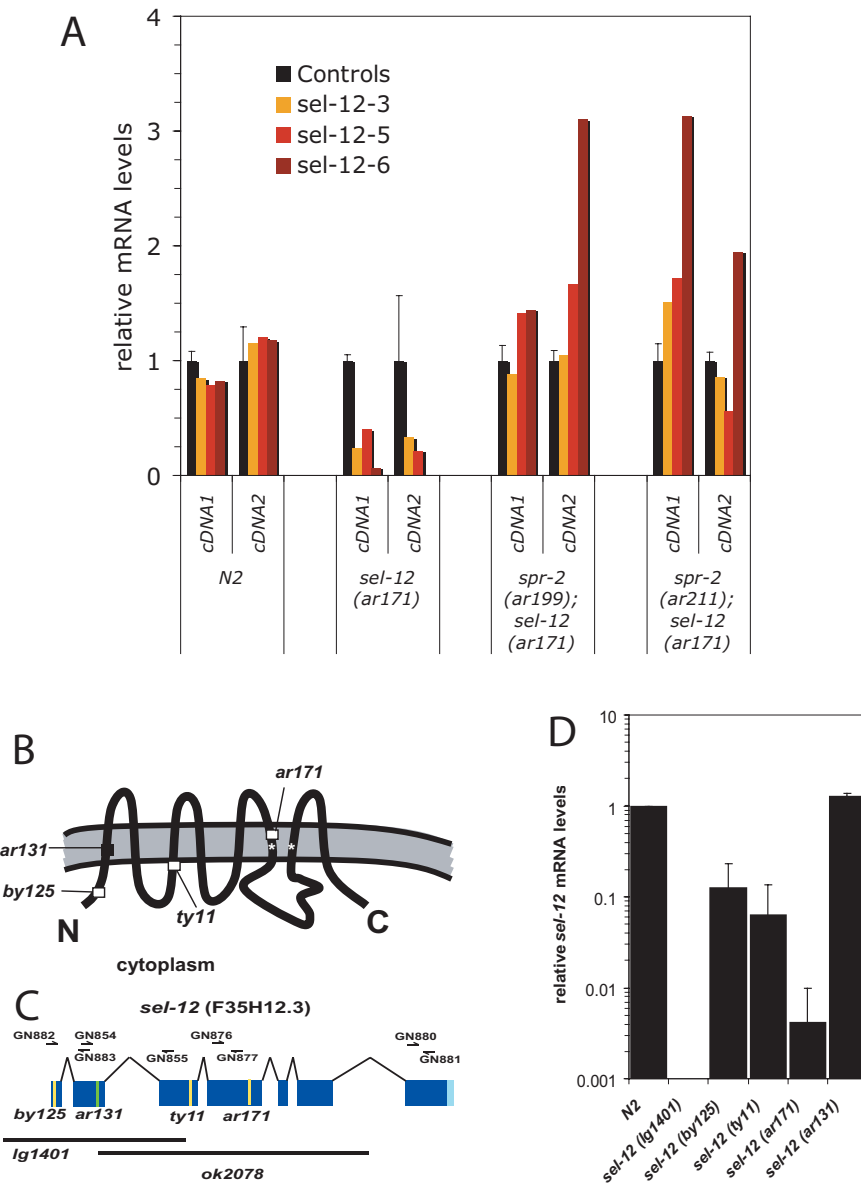 A
4
3
2
1
0
relative mRNA levels
Controls
sel-12-3
sel-12-5
sel-12-6
cDNA1
cDNA2
cDNA1
cDNA2
cDNA1
cDNA2
cDNA1
cDNA2
N2
sel-12
(ar171)
spr-2
(ar199);
sel-12
(ar171)
spr-2
(ar211);
sel-12
(ar171)
B
ar171
ar131
* *
by125
ty11
N
C
cytoplasm
C
sel-12 (F35H12.3)
GN882
GN854
GN883
GN855
GN876
GN877
GN880
GN881
by125
ar131
ty11
ar171
lg1401
ok2078
D
10
1
0.1
0.01
0.001
relative sel-12 mRNA levels
N2
sel-12 (lg1401)
sel-12 (by125)
sel-12 (ty11)
sel-12 (ar171)
sel-12 (ar131)